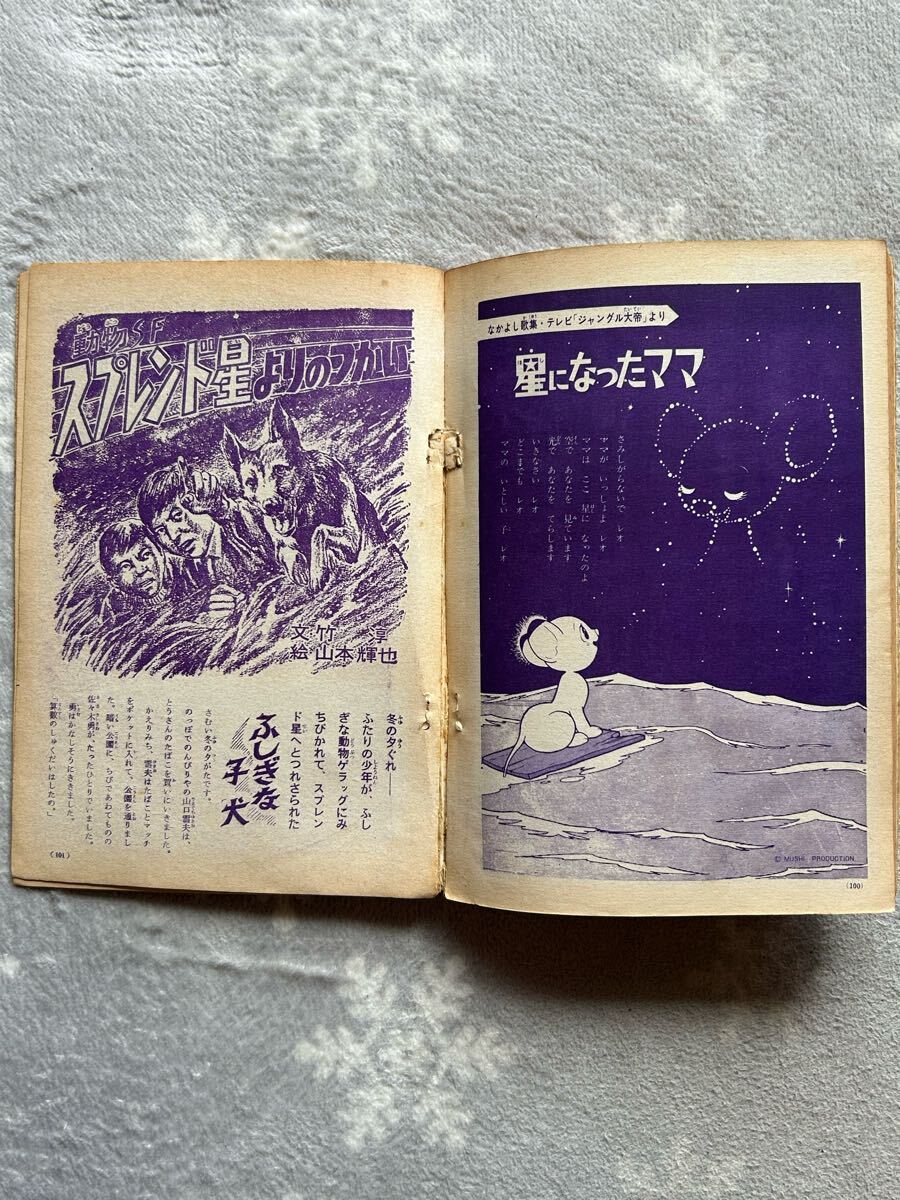 なかよし歌集・テレビ「ジャングル大帝」より
星になったママ
さみしがらないで レオ
ママが いっしょよ レオ
ママは ここ 星に なったのよ
空で あなたを 見ています
光で あなたを てらします
いきなさい レオ
どこまでも レオ
ママの いとしい 子 レオ
© MUSHI PRODUCTION
(100)
動物SF
スプレンド星よりのつかい
文 竹 淳
絵 山本輝也
冬の夕ぐれ――
ふたりの少年が、ふし
ぎな動物ゲラッグにみ
ちびかれて、スプレン
ド星へとつれさられた
ふしぎな子犬
さむい冬の夕がたです。
のっぽでのんびりやの山口雲夫は、
とうさんのたばこを買いにいきました。
かえりみち、雲夫はたばことマッチ
をポケットに入れて、公園を通りまし
た。暗い公園に、ちびであわてものの
佐々木勇が、たったひとりでいました。
勇はかなしそうにききました。
「算数のしゅくだいはしたの。」
(101)